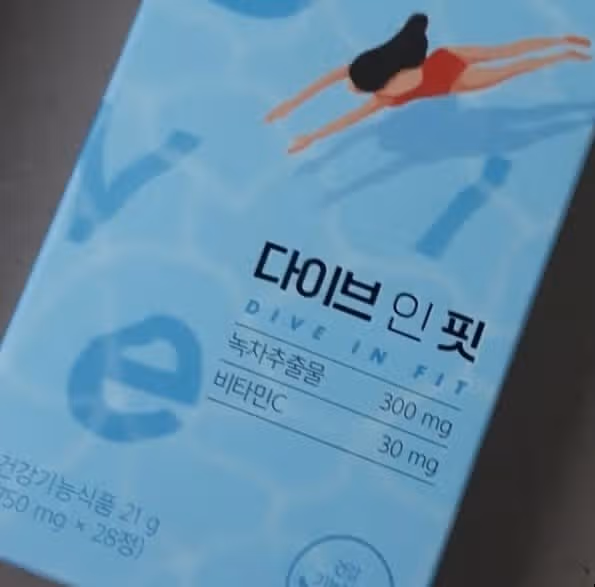 다이브 인 핏
DIVE IN FIT
녹차추출물 300 mg
비타민C 30 mg
건강기능식품 21 g
750 mg × 28정)